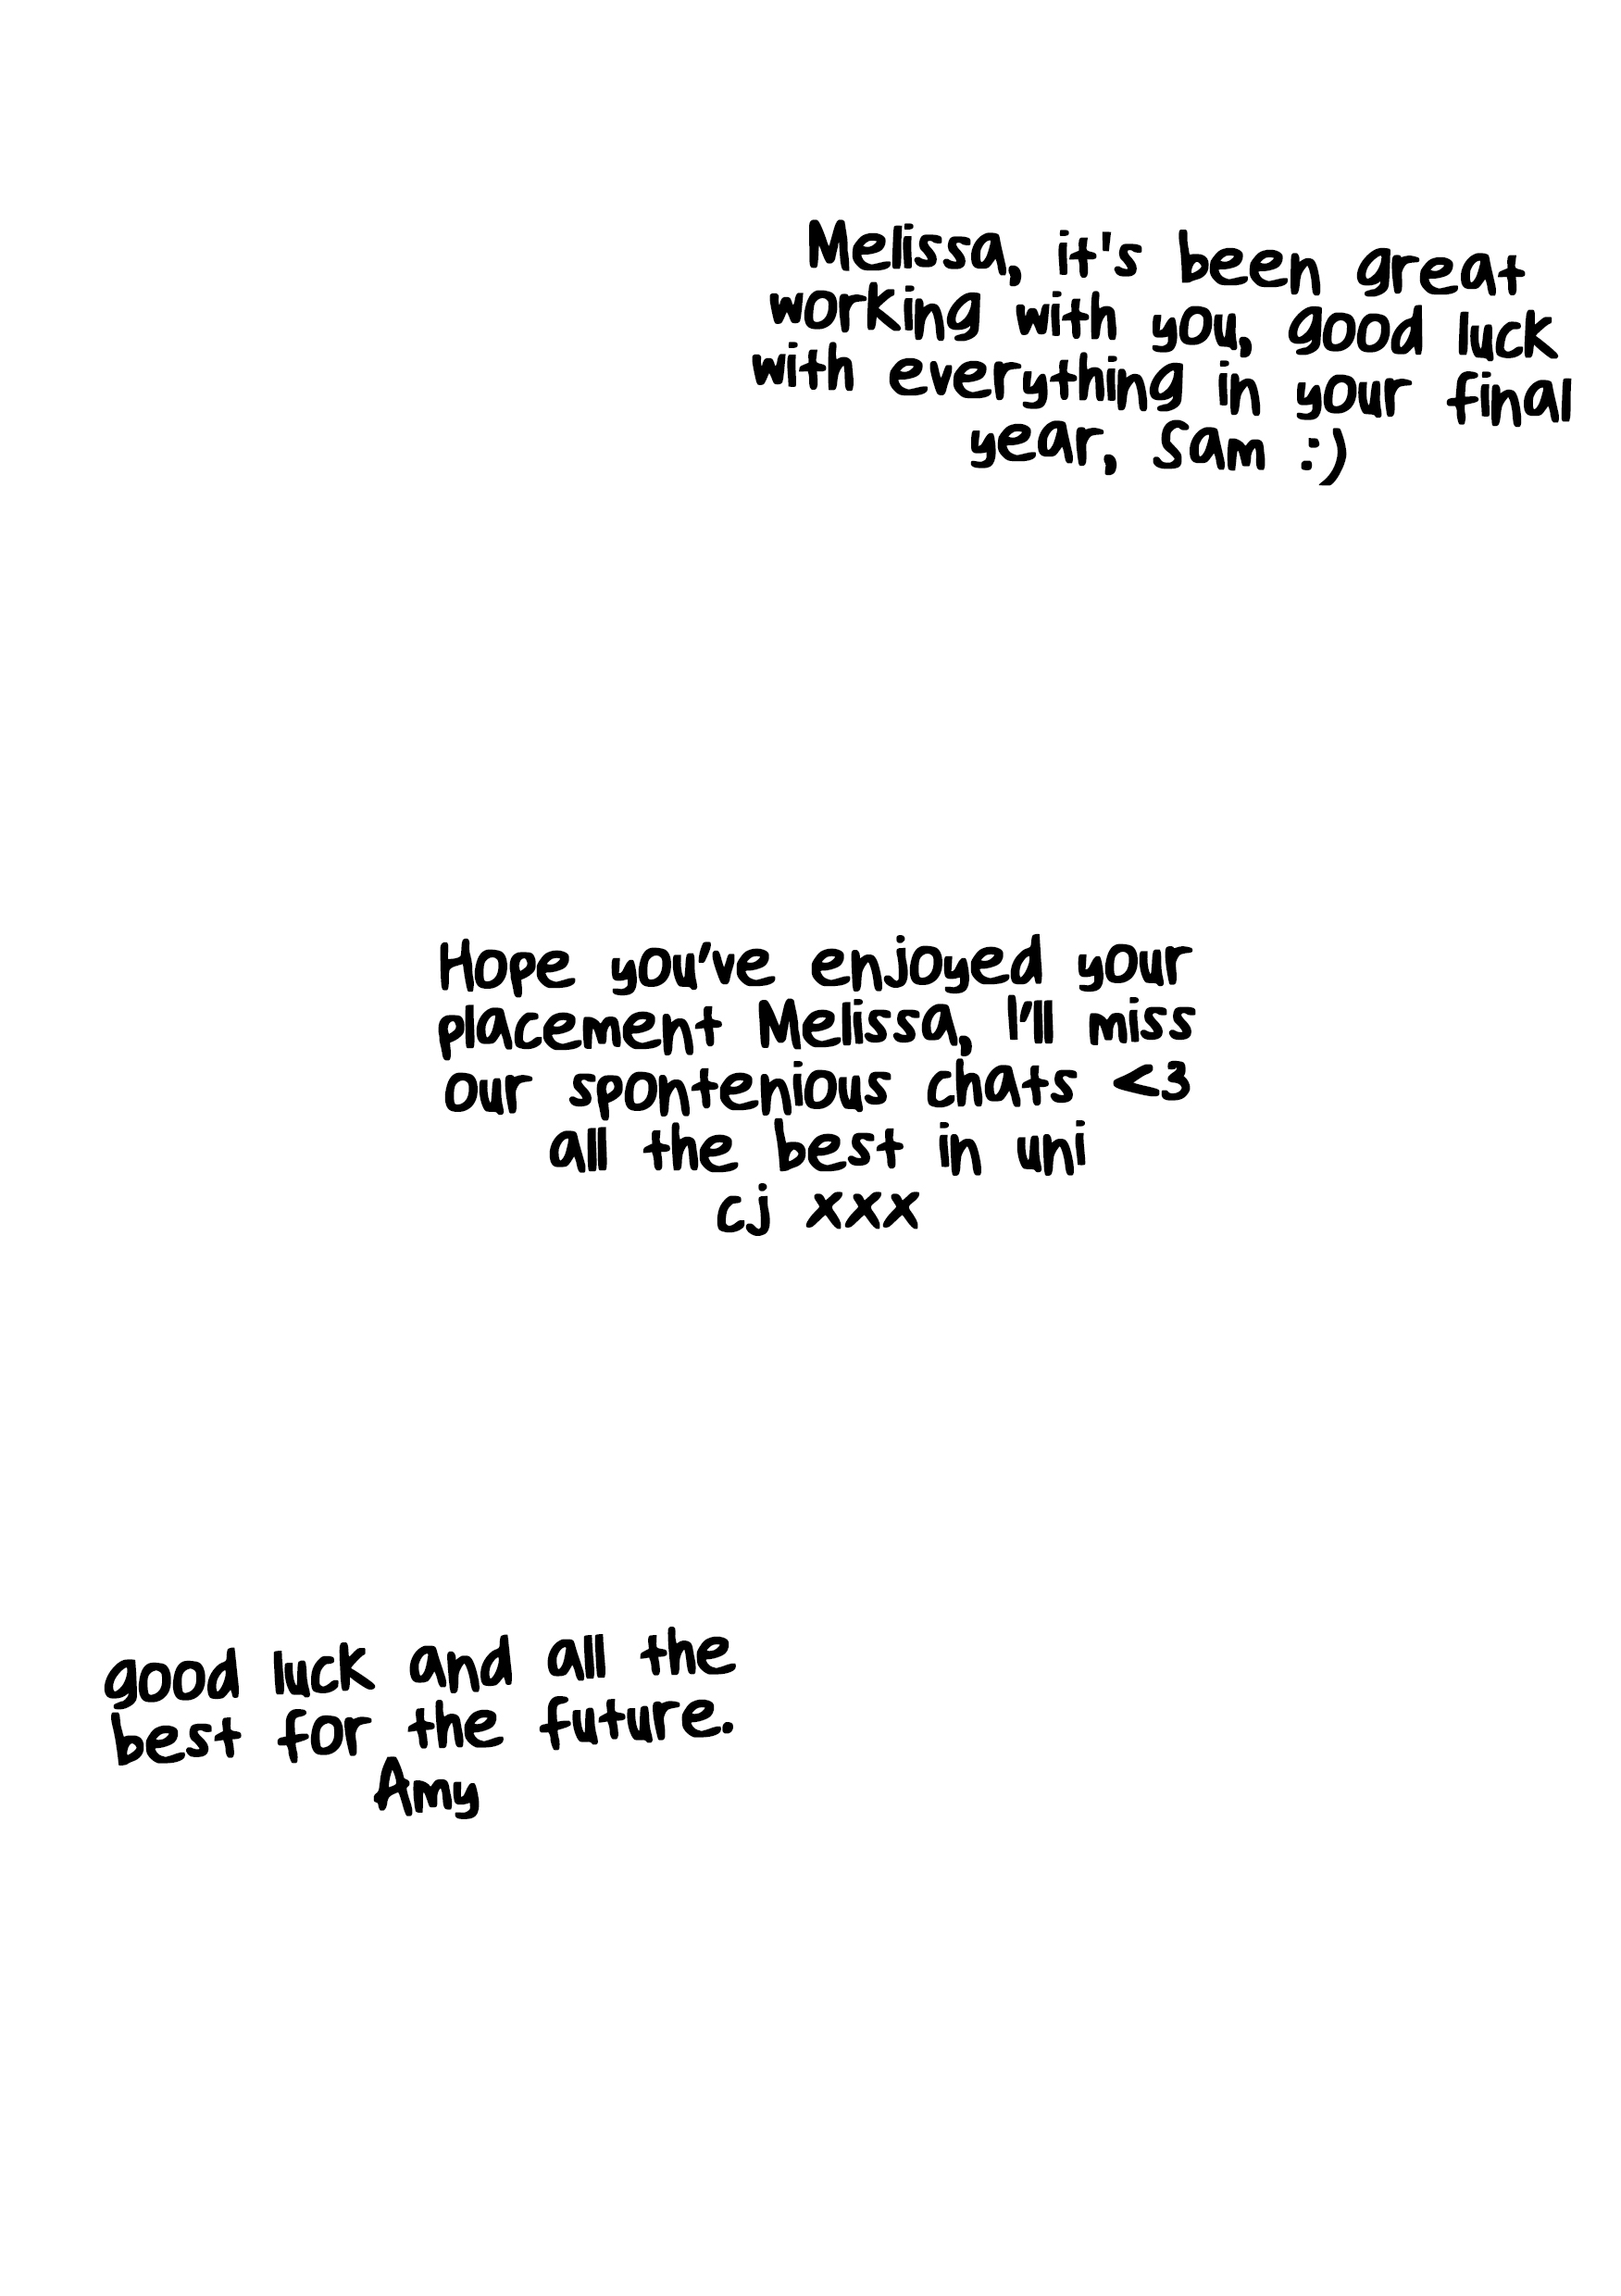 Melissa, it's been great
working with you, good luck
with everything in your final
year, Sam :)
Hope you've enjoyed your
placement Melissa, I'll miss
our spontenious chats <3
all the best in uni
cj xxx
good luck and all the
best for the future.
Amy